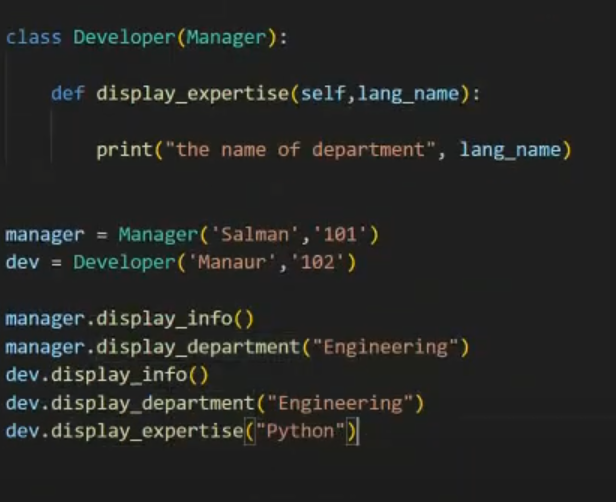 class Developer(Manager):
def display_expertise(self,lang_name):
print("the name of department", lang_name)
manager = Manager('Salman','101')
dev = Developer('Manaur','102')
manager.display_info()
manager.display_department("Engineering")
dev.display_info()
dev.display_department("Engineering")
dev.display_expertise("Python")